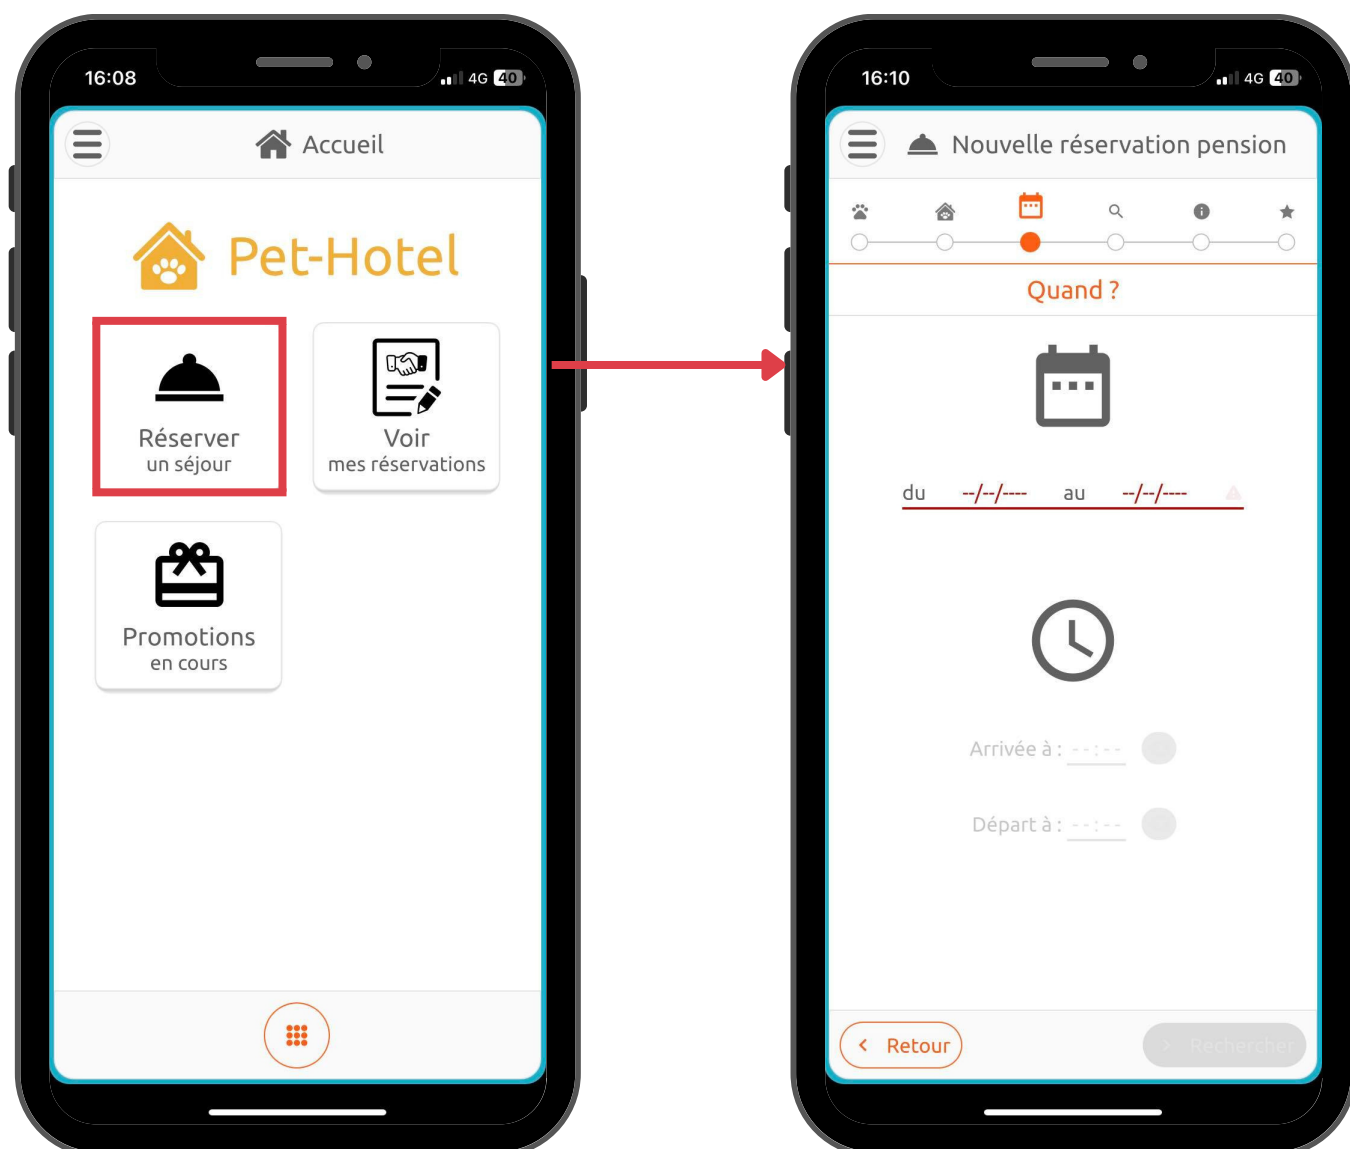 16:08
4G 40
Accueil
Pet-Hotel
Réserver
un séjour
Voir
mes réservations
Promotions
en cours
16:10
4G 40
Nouvelle réservation pension
Quand ?
du --/--/---- au --/--/----
Arrivée à : --:--
Départ à : --:--
Retour
Rechercher